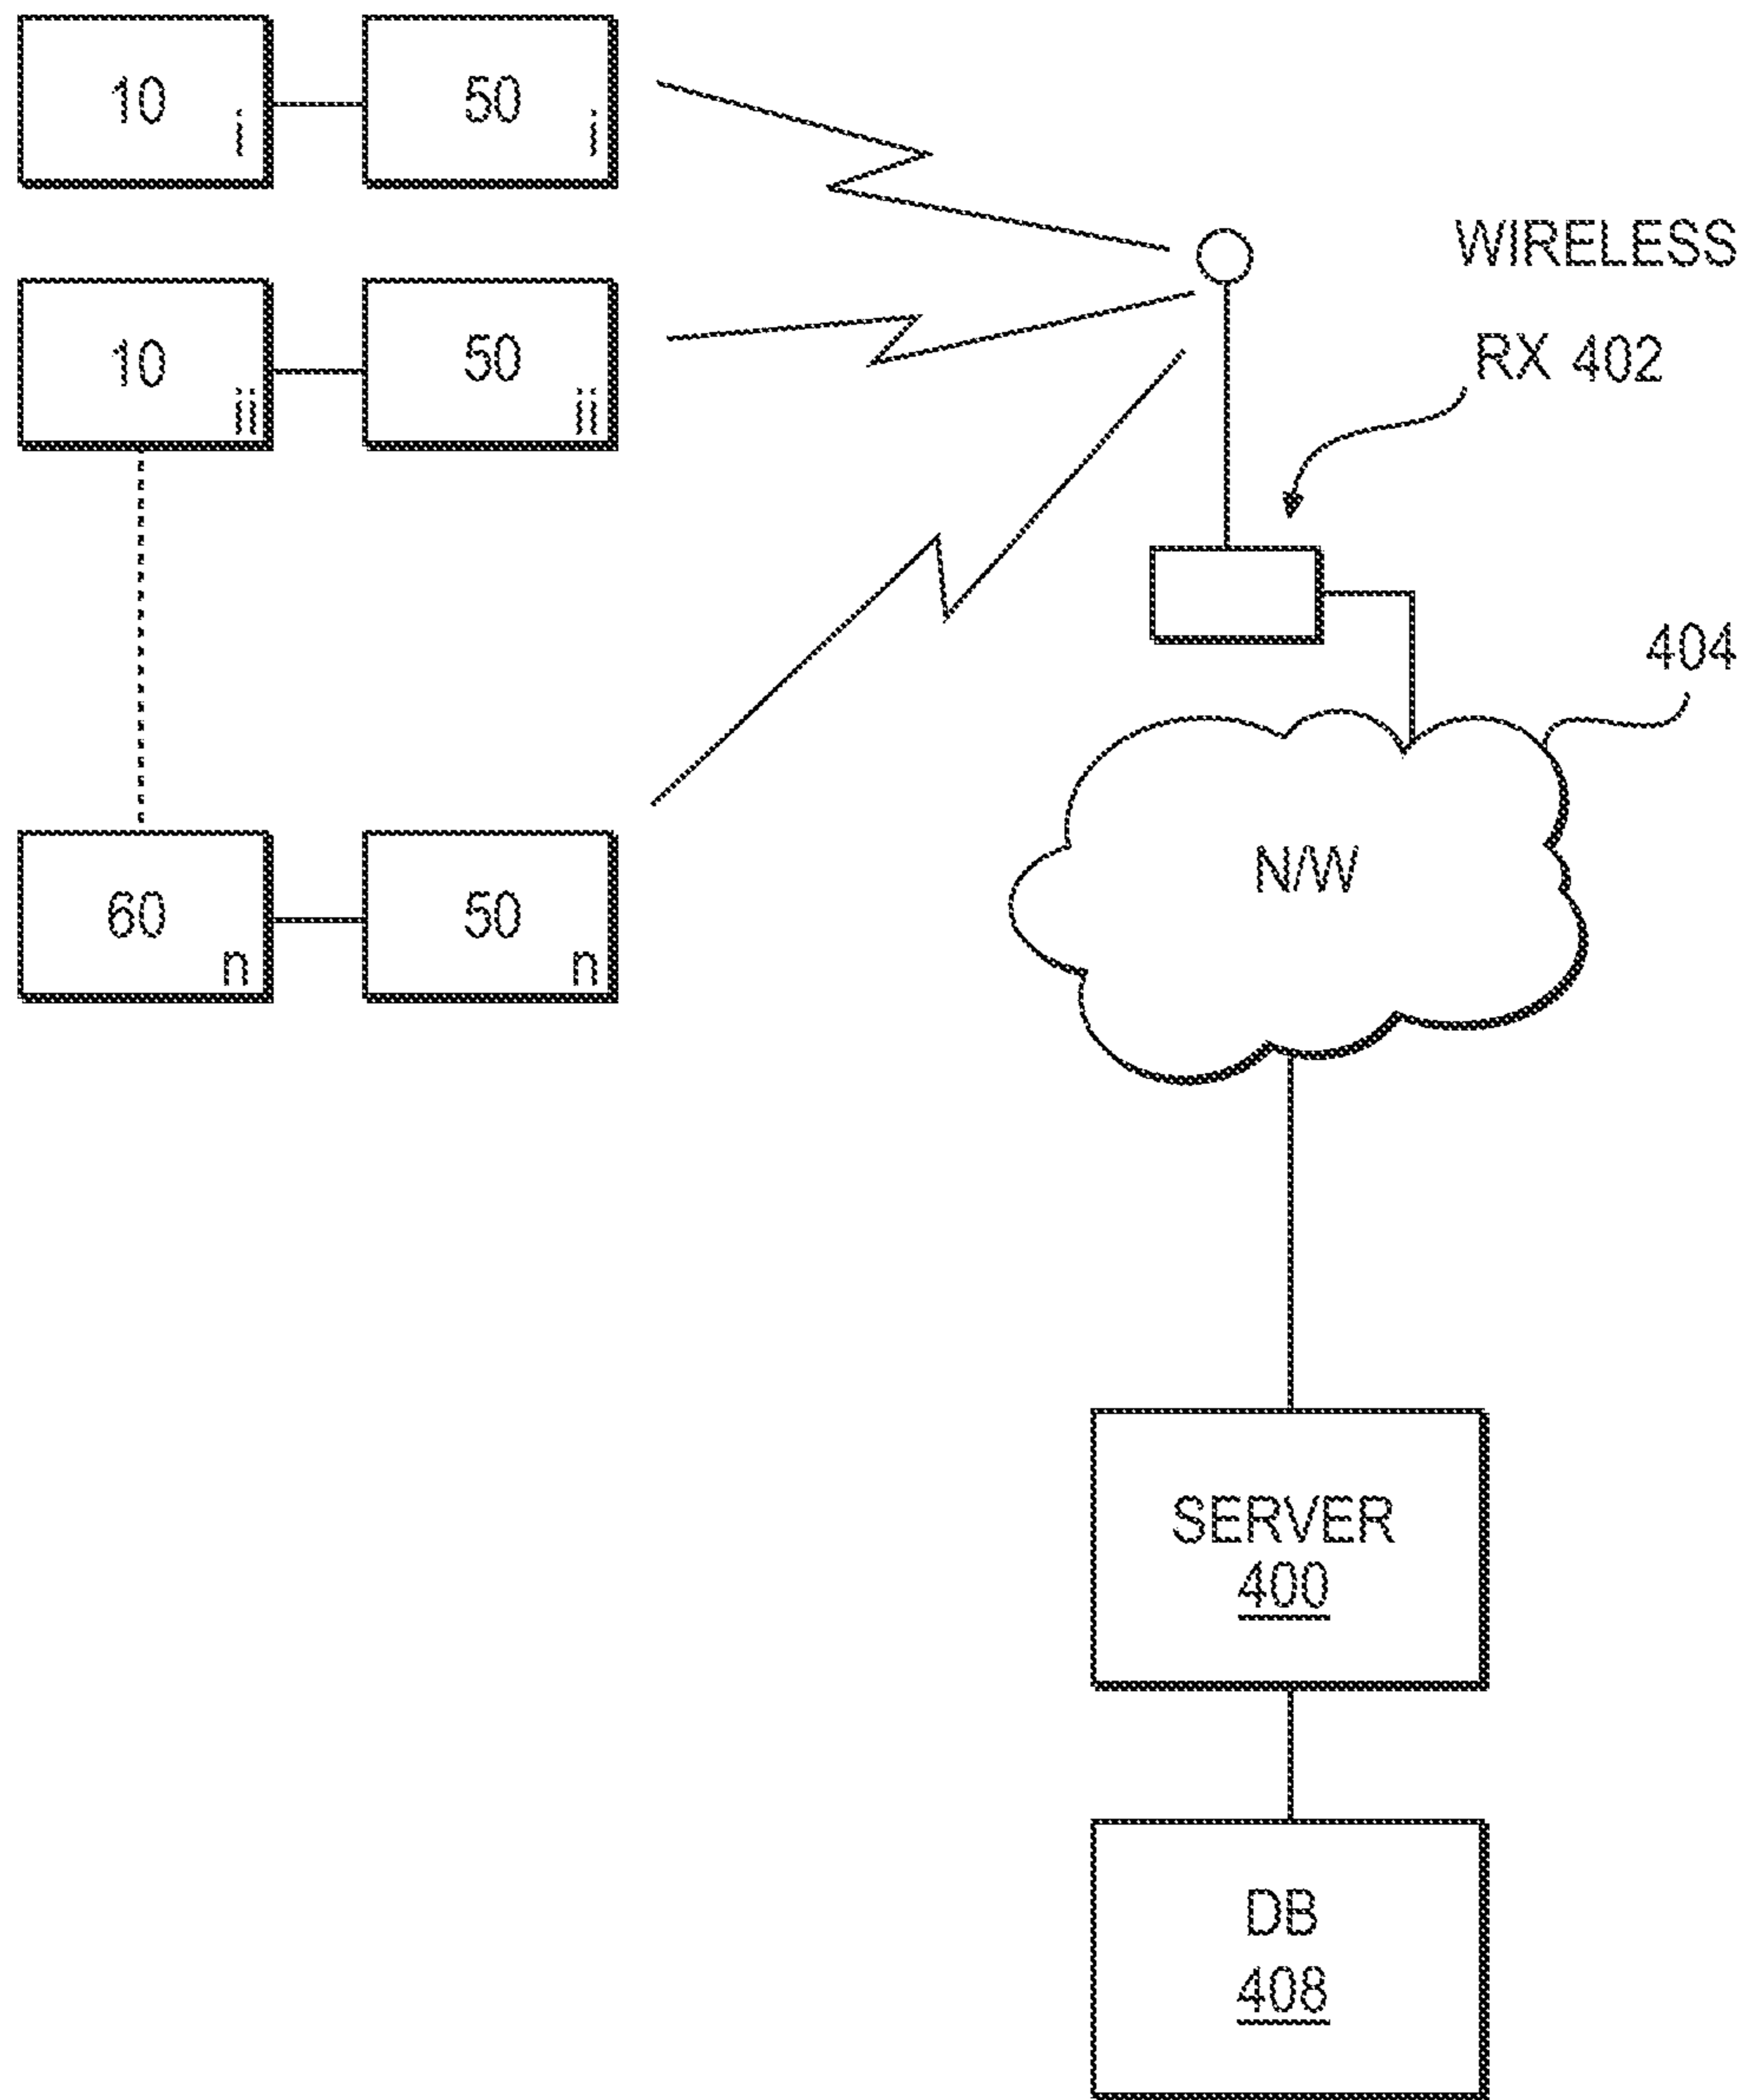 10 i
50 i
WIRELESS
RX 402
10 ii
50 ii
404
N/W
60 n
50 n
SERVER
400
DB
408